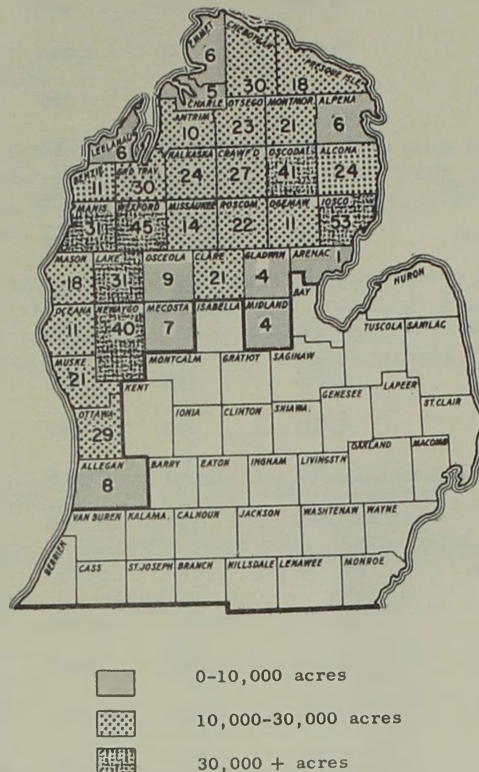 EMMET
6
CHEBOYGAN
30
PRESQUE ISLE
18
5
CHARLE
OTSEGO
23
MONTMOR.
21
ALPENA
6
ANTRIM
10
LEELANAU
6
BENZIE
11
GRD TRAV.
30
KALKASKA
24
CRAWF'D
27
OSCODA
41
ALCONA
24
MANIS
31
WEXFORD
45
MISSAUKEE
14
ROSCOM.
22
OGEMAW
11
IOSCO
53
MASON
18
LAKE
31
OSCEOLA
9
CLARE
21
GLADWIN
4
ARENAC
1
BAY
HURON
OCEANA
11
NEWAYGO
40
MECOSTA
7
ISABELLA
MIDLAND
4
TUSCOLA
SANILAC
MUSKE
21
MONTCALM
GRATIOT
SAGINAW
KENT
GENESEE
LAPEER
ST. CLAIR
OTTAWA
29
IONIA
CLINTON
SHIAWA.
OAKLAND
MACOMB
ALLEGAN
8
BARRY
EATON
INGHAM
LIVINGST'N
VAN BUREN
KALAMA.
CALHOUN
JACKSON
WASHTENAW
WAYNE
BERRIEN
CASS
ST. JOSEPH
BRANCH
HILLSDALE
LENAWEE
MONROE
0-10,000 acres
10,000-30,000 acres
30,000 + acres